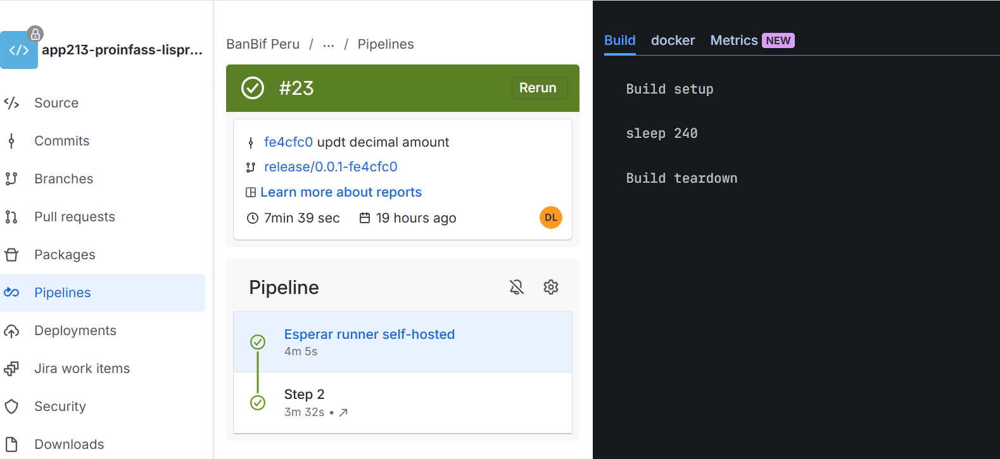 app213-proinfass-lispr...
Source
Commits
Branches
Pull requests
Packages
Pipelines
Deployments
Jira work items
Security
Downloads
BanBif Peru / ... / Pipelines
#23
Rerun
fe4cfc0 updt decimal amount
release/0.0.1-fe4cfc0
Learn more about reports
7min 39 sec 19 hours ago
DL
Pipeline
Esperar runner self-hosted
4m 5s
Step 2
3m 32s •
Build docker Metrics NEW
Build setup
sleep 240
Build teardown